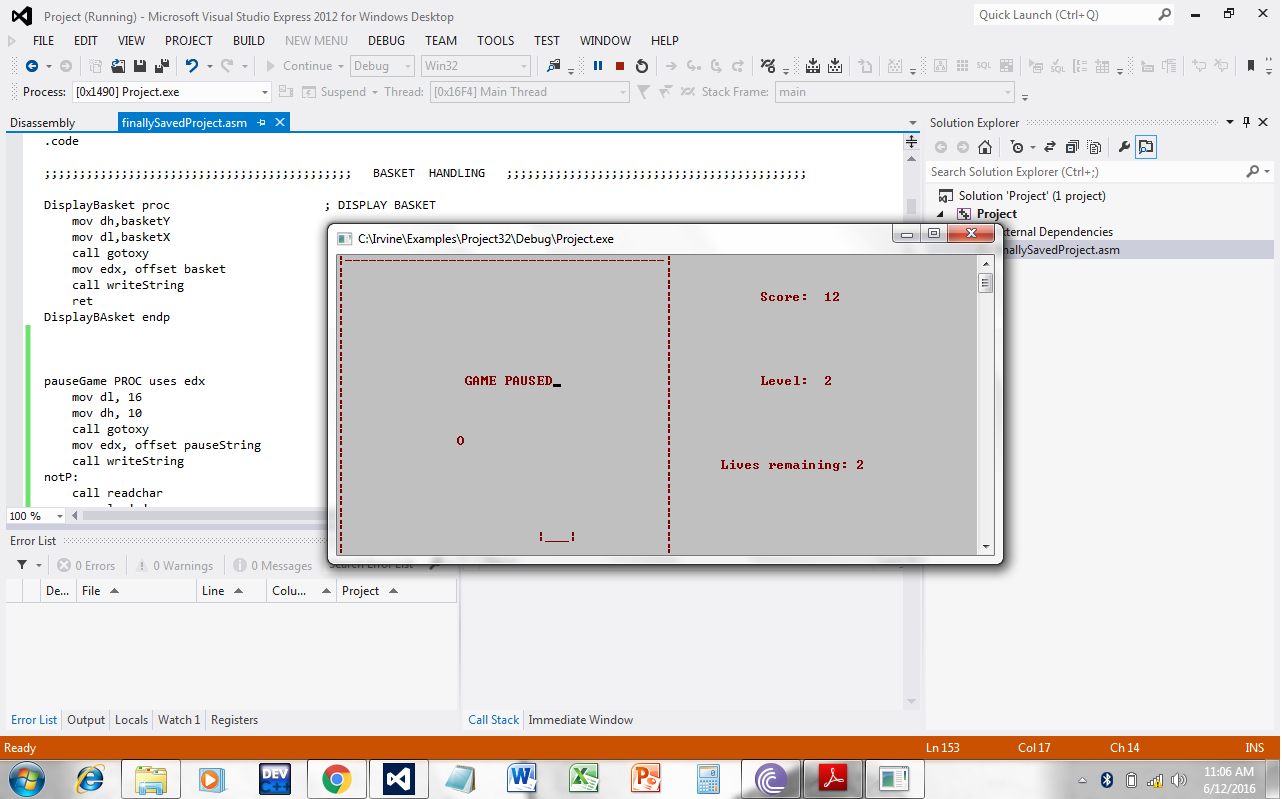 Project (Running) - Microsoft Visual Studio Express 2012 for Windows Desktop
Quick Launch (Ctrl+Q)
FILE EDIT VIEW PROJECT BUILD NEW MENU DEBUG TEAM TOOLS TEST WINDOW HELP
Continue Debug Win32
Process: [0x1490] Project.exe Suspend Thread: [0x16F4] Main Thread Stack Frame: main
Disassembly finallySavedProject.asm
.code
;;;;;;;;;;;;;;;;;;;;;;;;;;;;;;;;;;;;;;;;;;;; BASKET HANDLING ;;;;;;;;;;;;;;;;;;;;;;;;;;;;;;;;;;;;;;;;;;;
DisplayBasket proc ; DISPLAY BASKET
mov dh,basketY
mov dl,basketX
call gotoxy
mov edx, offset basket
call writeString
ret
DisplayBAsket endp
pauseGame PROC uses edx
mov dl, 16
mov dh, 10
call gotoxy
mov edx, offset pauseString
call writeString
notP:
call readchar
100 %
C:\Irvine\Examples\Project32\Debug\Project.exe
Score: 12
GAME PAUSED_
Level: 2
O
Lives remaining: 2
¦___¦
Solution Explorer
Search Solution Explorer (Ctrl+;)
Solution 'Project' (1 project)
Project
ternal Dependencies
allySavedProject.asm
Error List
0 Errors 0 Warnings 0 Messages Search Error List
De... File Line Colu... Project
Error List Output Locals Watch 1 Registers
Call Stack Immediate Window
Ready Ln 153 Col 17 Ch 14 INS
DEV C++
11:06 AM
6/12/2016